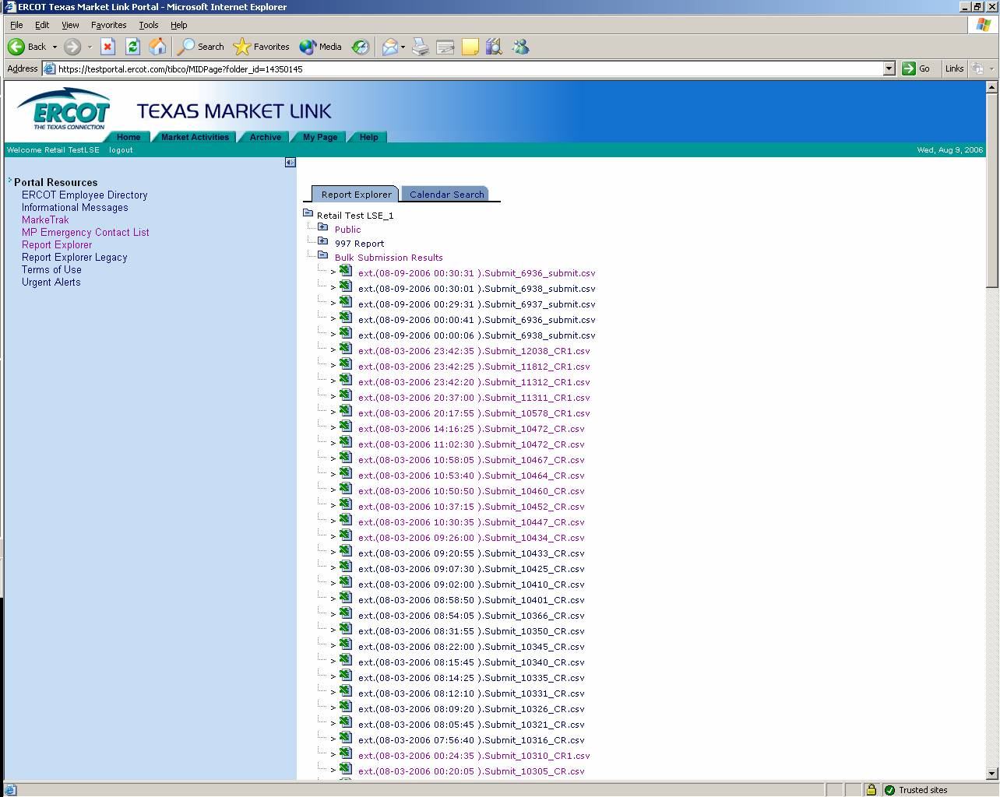 ERCOT Texas Market Link Portal - Microsoft Internet Explorer
File Edit View Favorites Tools Help
Back Search Favorites Media
Address https://testportal.ercot.com/tibco/MIDPage?folder_id=14350145 Go Links
ERCOT
THE TEXAS CONNECTION
TEXAS MARKET LINK
Home Market Activities Archive My Page Help
Welcome Retail TestLSE logout Wed, Aug 9, 2006
Portal Resources
ERCOT Employee Directory
Informational Messages
MarkeTrak
MP Emergency Contact List
Report Explorer
Report Explorer Legacy
Terms of Use
Urgent Alerts
Report Explorer Calendar Search
Retail Test LSE_1
Public
997 Report
Bulk Submission Results
> ext.(08-09-2006 00:30:31 ).Submit_6936_submit.csv
> ext.(08-09-2006 00:30:01 ).Submit_6938_submit.csv
> ext.(08-09-2006 00:29:31 ).Submit_6937_submit.csv
> ext.(08-09-2006 00:00:41 ).Submit_6936_submit.csv
> ext.(08-09-2006 00:00:06 ).Submit_6938_submit.csv
> ext.(08-03-2006 23:42:35 ).Submit_12038_CR1.csv
> ext.(08-03-2006 23:42:25 ).Submit_11812_CR1.csv
> ext.(08-03-2006 23:42:20 ).Submit_11312_CR1.csv
> ext.(08-03-2006 20:37:00 ).Submit_11311_CR1.csv
> ext.(08-03-2006 20:17:55 ).Submit_10578_CR1.csv
> ext.(08-03-2006 14:16:25 ).Submit_10472_CR.csv
> ext.(08-03-2006 11:02:30 ).Submit_10472_CR.csv
> ext.(08-03-2006 10:58:05 ).Submit_10467_CR.csv
> ext.(08-03-2006 10:53:40 ).Submit_10464_CR.csv
> ext.(08-03-2006 10:50:50 ).Submit_10460_CR.csv
> ext.(08-03-2006 10:37:15 ).Submit_10452_CR.csv
> ext.(08-03-2006 10:30:35 ).Submit_10447_CR.csv
> ext.(08-03-2006 09:26:00 ).Submit_10434_CR.csv
> ext.(08-03-2006 09:20:55 ).Submit_10433_CR.csv
> ext.(08-03-2006 09:07:30 ).Submit_10425_CR.csv
> ext.(08-03-2006 09:02:00 ).Submit_10410_CR.csv
> ext.(08-03-2006 08:58:50 ).Submit_10401_CR.csv
> ext.(08-03-2006 08:54:05 ).Submit_10366_CR.csv
> ext.(08-03-2006 08:31:55 ).Submit_10350_CR.csv
> ext.(08-03-2006 08:22:00 ).Submit_10345_CR.csv
> ext.(08-03-2006 08:15:45 ).Submit_10340_CR.csv
> ext.(08-03-2006 08:14:25 ).Submit_10335_CR.csv
> ext.(08-03-2006 08:12:10 ).Submit_10331_CR.csv
> ext.(08-03-2006 08:09:20 ).Submit_10326_CR.csv
> ext.(08-03-2006 08:05:45 ).Submit_10321_CR.csv
> ext.(08-03-2006 07:56:40 ).Submit_10316_CR.csv
> ext.(08-03-2006 00:24:35 ).Submit_10310_CR1.csv
> ext.(08-03-2006 00:20:05 ).Submit_10305_CR.csv
Trusted sites